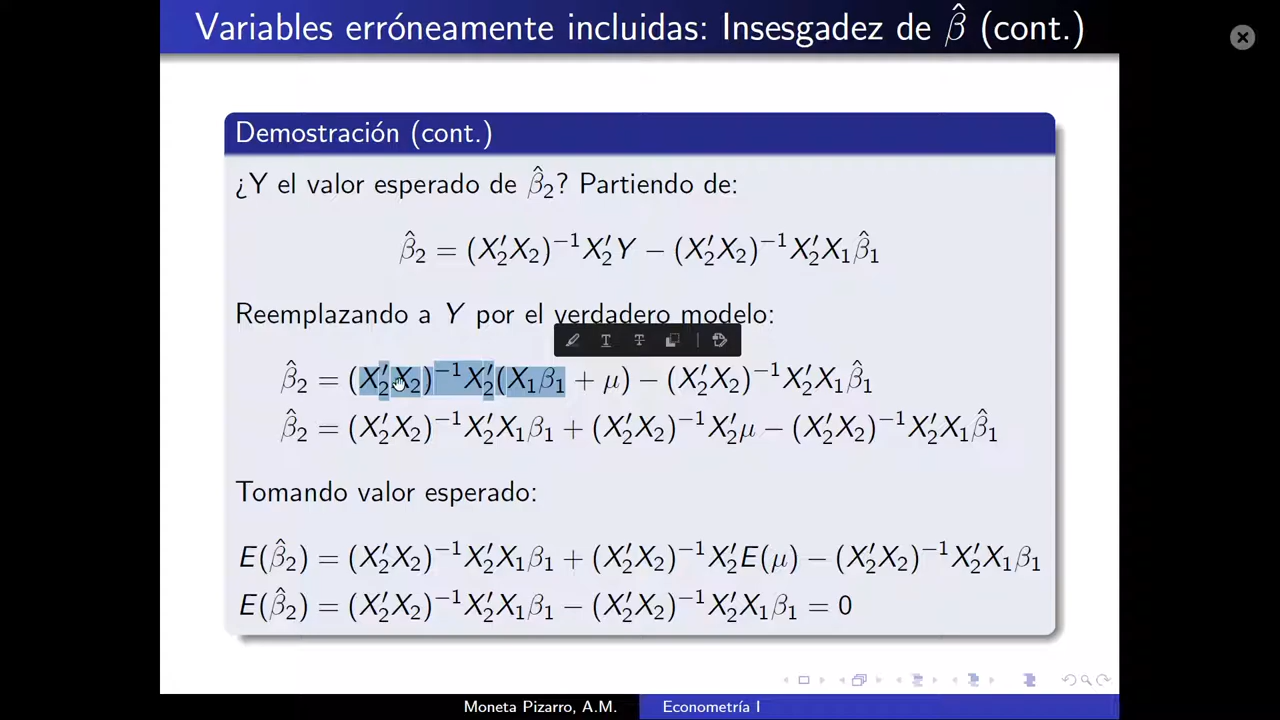 Variables erróneamente incluidas: Insesgadez de β̂ (cont.)
Demostración (cont.)
¿Y el valor esperado de β̂₂? Partiendo de:
β̂₂ = (X₂′X₂)⁻¹X₂′Y − (X₂′X₂)⁻¹X₂′X₁β̂₁
Reemplazando a Y por el verdadero modelo:
β̂₂ = (X₂′X₂)⁻¹X₂′(X₁β₁ + μ) − (X₂′X₂)⁻¹X₂′X₁β̂₁
β̂₂ = (X₂′X₂)⁻¹X₂′X₁β₁ + (X₂′X₂)⁻¹X₂′μ − (X₂′X₂)⁻¹X₂′X₁β̂₁
Tomando valor esperado:
E(β̂₂) = (X₂′X₂)⁻¹X₂′X₁β₁ + (X₂′X₂)⁻¹X₂′E(μ) − (X₂′X₂)⁻¹X₂′X₁β₁
E(β̂₂) = (X₂′X₂)⁻¹X₂′X₁β₁ − (X₂′X₂)⁻¹X₂′X₁β₁ = 0
Moneta Pizarro, A.M. Econometría I